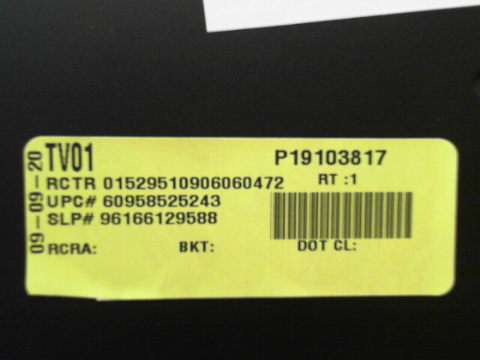 09-09-20
TV01 P19103817
RCTR 01529510906060472 RT :1
UPC# 60958525243
SLP# 96166129588
RCRA: BKT: DOT CL: